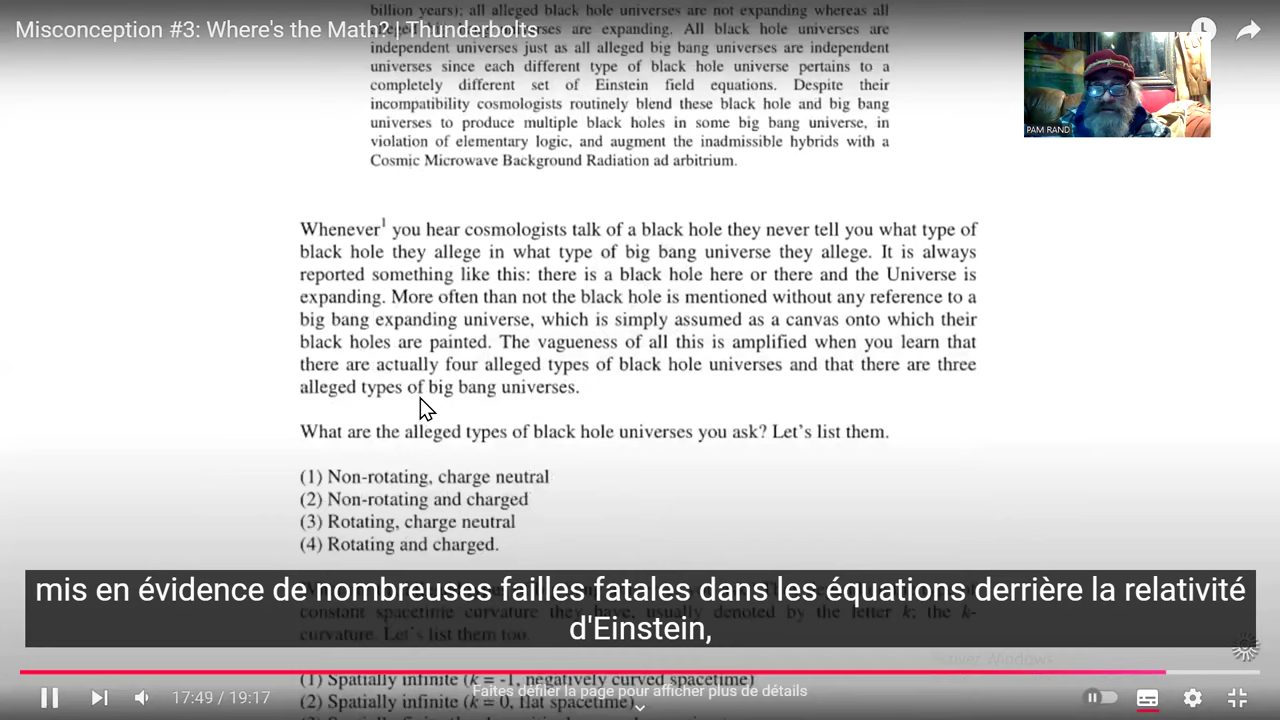 billion years); all alleged black hole universes are not expanding whereas all
Misconception #3: Where's the Math? | Thunderbolts
universes are expanding. All black hole universes are
independent universes just as all alleged big bang universes are independent
universes since each different type of black hole universe pertains to a
completely different set of Einstein field equations. Despite their
incompatibility cosmologists routinely blend these black hole and big bang
universes to produce multiple black holes in some big bang universe, in
violation of elementary logic, and augment the inadmissible hybrids with a
Cosmic Microwave Background Radiation ad arbitrium.
PAM RAND
Whenever1 you hear cosmologists talk of a black hole they never tell you what type of
black hole they allege in what type of big bang universe they allege. It is always
reported something like this: there is a black hole here or there and the Universe is
expanding. More often than not the black hole is mentioned without any reference to a
big bang expanding universe, which is simply assumed as a canvas onto which their
black holes are painted. The vagueness of all this is amplified when you learn that
there are actually four alleged types of black hole universes and that there are three
alleged types of big bang universes.
What are the alleged types of black hole universes you ask? Let's list them.
(1) Non-rotating, charge neutral
(2) Non-rotating and charged
(3) Rotating, charge neutral
(4) Rotating and charged.
mis en évidence de nombreuses failles fatales dans les équations derrière la relativité
d'Einstein,
constant spacetime curvature they have, usually denoted by the letter k; the k-
curvature. Let's list them too.
(1) Spatially infinite (k = -1, negatively curved spacetime)
Faites défiler la page pour afficher plus de détails
(2) Spatially infinite (k = 0, flat spacetime)
17:49 / 19:17